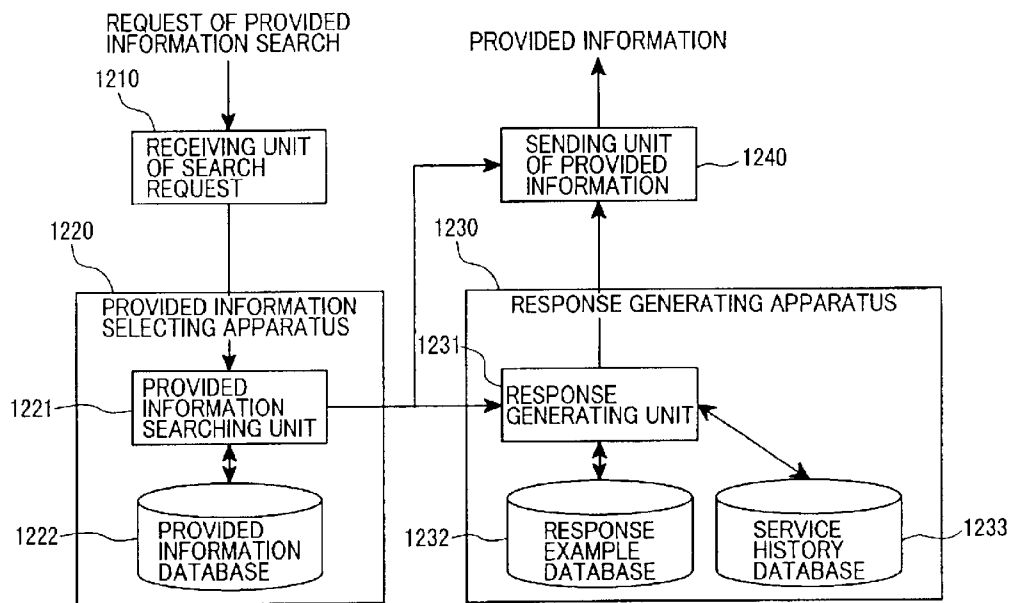 REQUEST OF PROVIDED
INFORMATION SEARCH
PROVIDED INFORMATION
1210
RECEIVING UNIT
OF SEARCH
REQUEST
SENDING UNIT
OF PROVIDED
INFORMATION
1240
1220
1230
PROVIDED INFORMATION
SELECTING APPARATUS
RESPONSE GENERATING APPARATUS
1231
1221
PROVIDED
INFORMATION
SEARCHING UNIT
RESPONSE
GENERATING UNIT
1222
PROVIDED
INFORMATION
DATABASE
1232
RESPONSE
EXAMPLE
DATABASE
SERVICE
HISTORY
DATABASE
1233